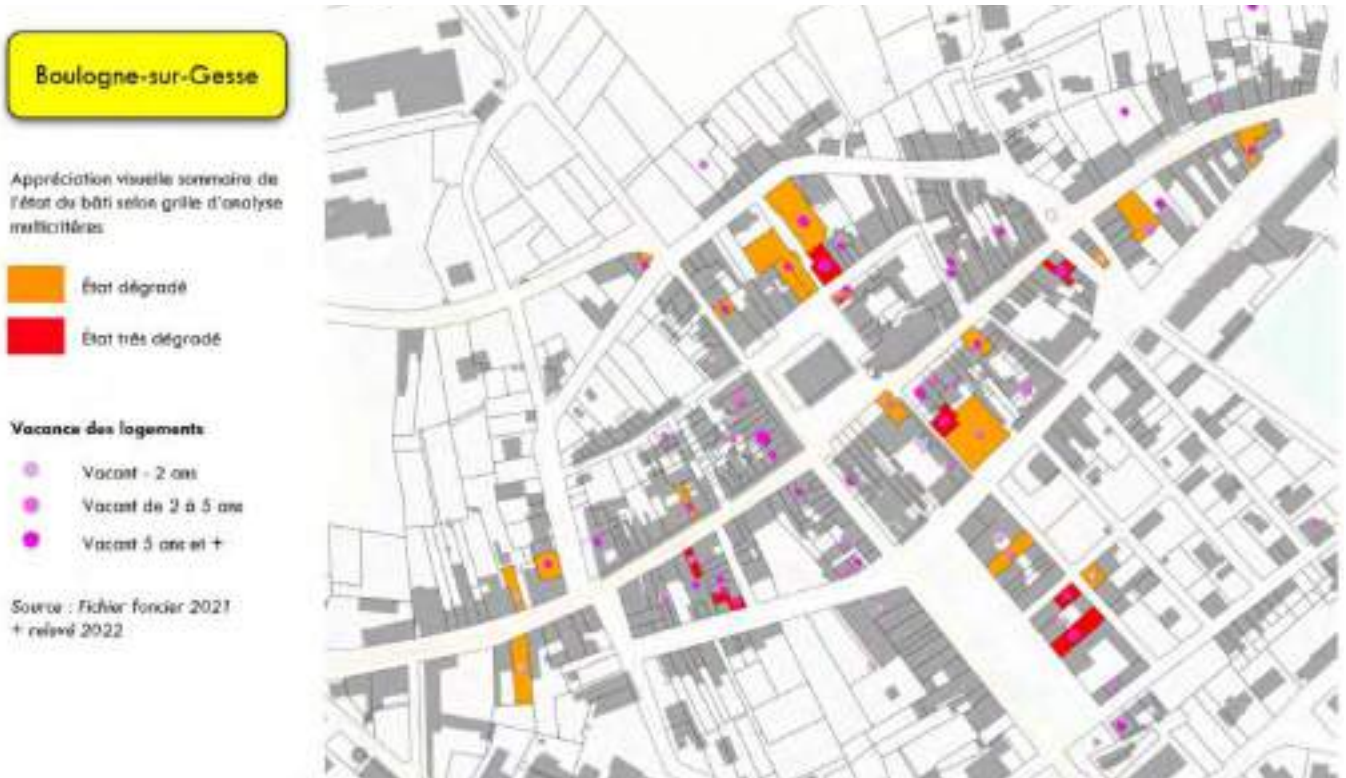 Boulogne-sur-Gesse
Appréciation visuelle sommaire de
l'état du bâti selon grille d'analyse
multicritères
État dégradé
État très dégradé
Vacance des logements
Vacant - 2 ans
Vacant de 2 à 5 ans
Vacant 5 ans et +
Source : Fichier foncier 2021
+ relevé 2022